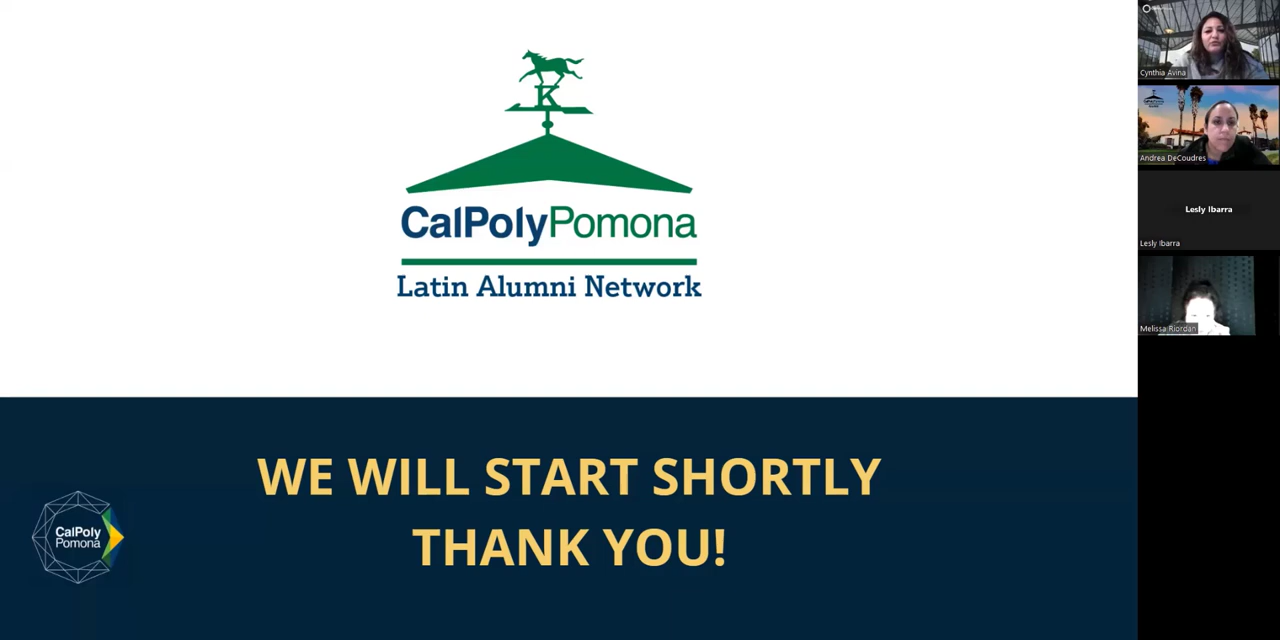 K
CalPolyPomona
Latin Alumni Network
WE WILL START SHORTLY
THANK YOU!
CalPoly
Pomona
Cynthia Avina
Andrea DeCoudres
Lesly Ibarra
Lesly Ibarra
Melissa Riordan